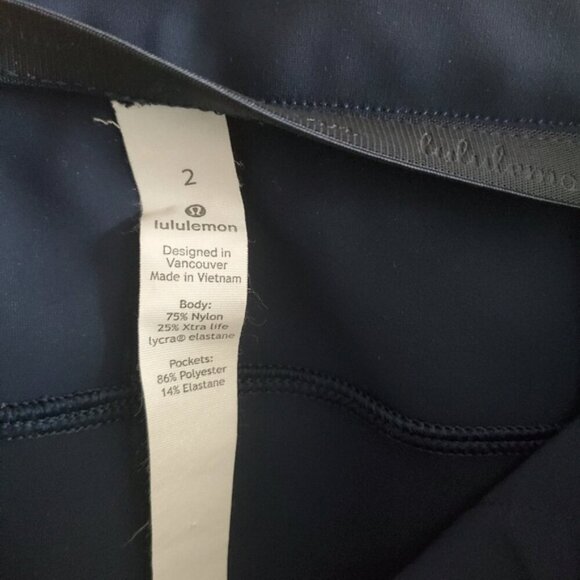 2
lululemon
Designed in
Vancouver
Made in Vietnam
Body:
75% Nylon
25% Xtra life
lycra® elastane
Pockets:
86% Polyester
14% Elastane
lululemo